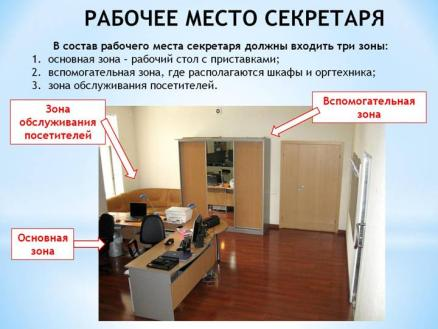 РАБОЧЕЕ МЕСТО СЕКРЕТАРЯ
В состав рабочего места секретаря должны входить три зоны:
1. основная зона – рабочий стол с приставками;
2. вспомогательная зона, где располагаются шкафы и оргтехника;
3. зона обслуживания посетителей.
Зона
обслуживания
посетителей
Вспомогательная
зона
Основная
зона